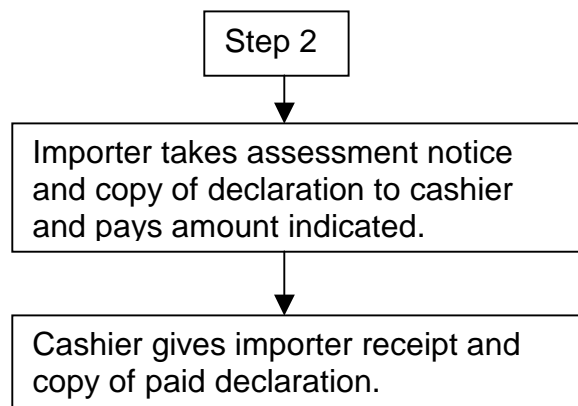 Step 2
Importer takes assessment notice
and copy of declaration to cashier
and pays amount indicated.
Cashier gives importer receipt and
copy of paid declaration.